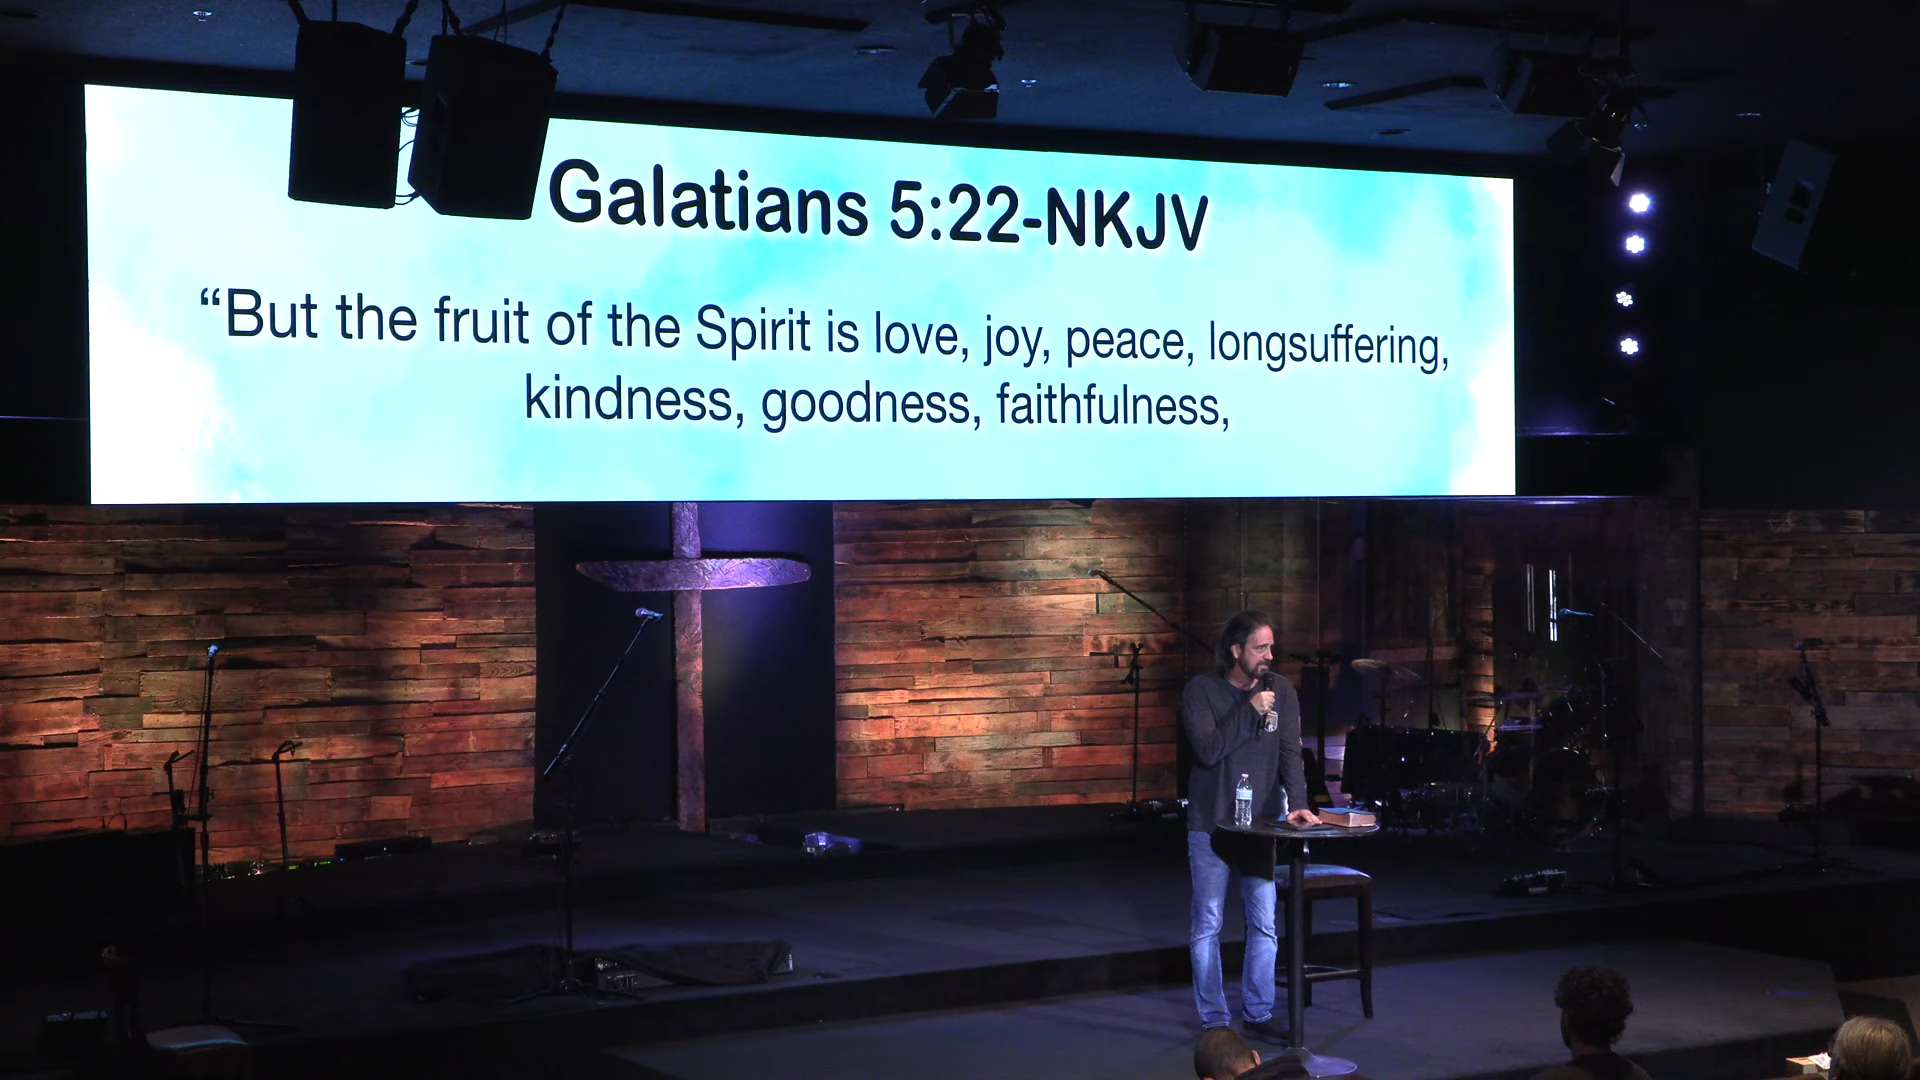 Galatians 5:22-NKJV
“But the fruit of the Spirit is love, joy, peace, longsuffering,
kindness, goodness, faithfulness,